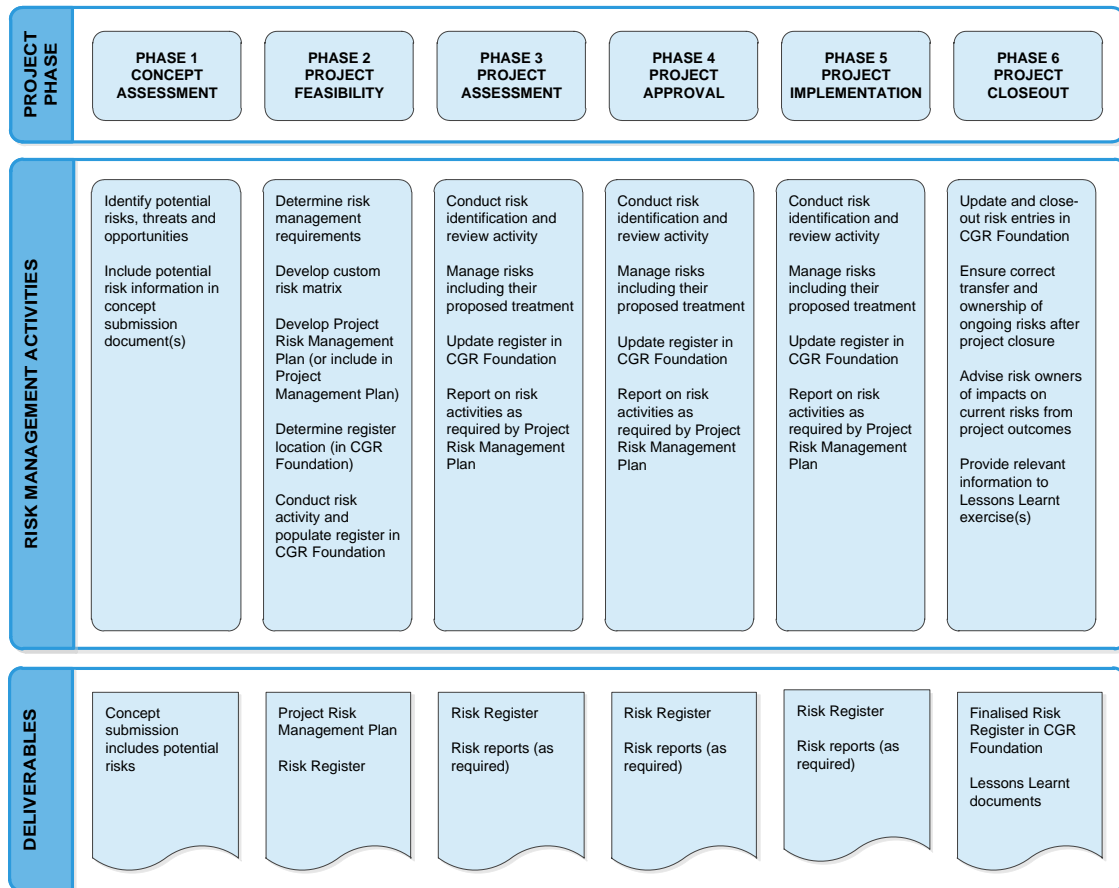 PROJECT
PHASE
PHASE 1
CONCEPT
ASSESSMENT
PHASE 2
PROJECT
FEASIBILITY
PHASE 3
PROJECT
ASSESSMENT
PHASE 4
PROJECT
APPROVAL
PHASE 5
PROJECT
IMPLEMENTATION
PHASE 6
PROJECT
CLOSEOUT
RISK MANAGEMENT ACTIVITIES
Identify potential
risks, threats and
opportunities
Include potential
risk information in
concept
submission
document(s)
Determine risk
management
requirements
Develop custom
risk matrix
Develop Project
Risk Management
Plan (or include in
Project
Management Plan)
Determine register
location (in CGR
Foundation)
Conduct risk
activity and
populate register in
CGR Foundation
Conduct risk
identification and
review activity
Manage risks
including their
proposed treatment
Update register in
CGR Foundation
Report on risk
activities as
required by Project
Risk Management
Plan
Conduct risk
identification and
review activity
Manage risks
including their
proposed treatment
Update register in
CGR Foundation
Report on risk
activities as
required by Project
Risk Management
Plan
Conduct risk
identification and
review activity
Manage risks
including their
proposed treatment
Update register in
CGR Foundation
Report on risk
activities as
required by Project
Risk Management
Plan
Update and close-
out risk entries in
CGR Foundation
Ensure correct
transfer and
ownership of
ongoing risks after
project closure
Advise risk owners
of impacts on
current risks from
project outcomes
Provide relevant
information to
Lessons Learnt
exercise(s)
DELIVERABLES
Concept
submission
includes potential
risks
Project Risk
Management Plan
Risk Register
Risk Register
Risk reports (as
required)
Risk Register
Risk reports (as
required)
Risk Register
Risk reports (as
required)
Finalised Risk
Register in CGR
Foundation
Lessons Learnt
documents